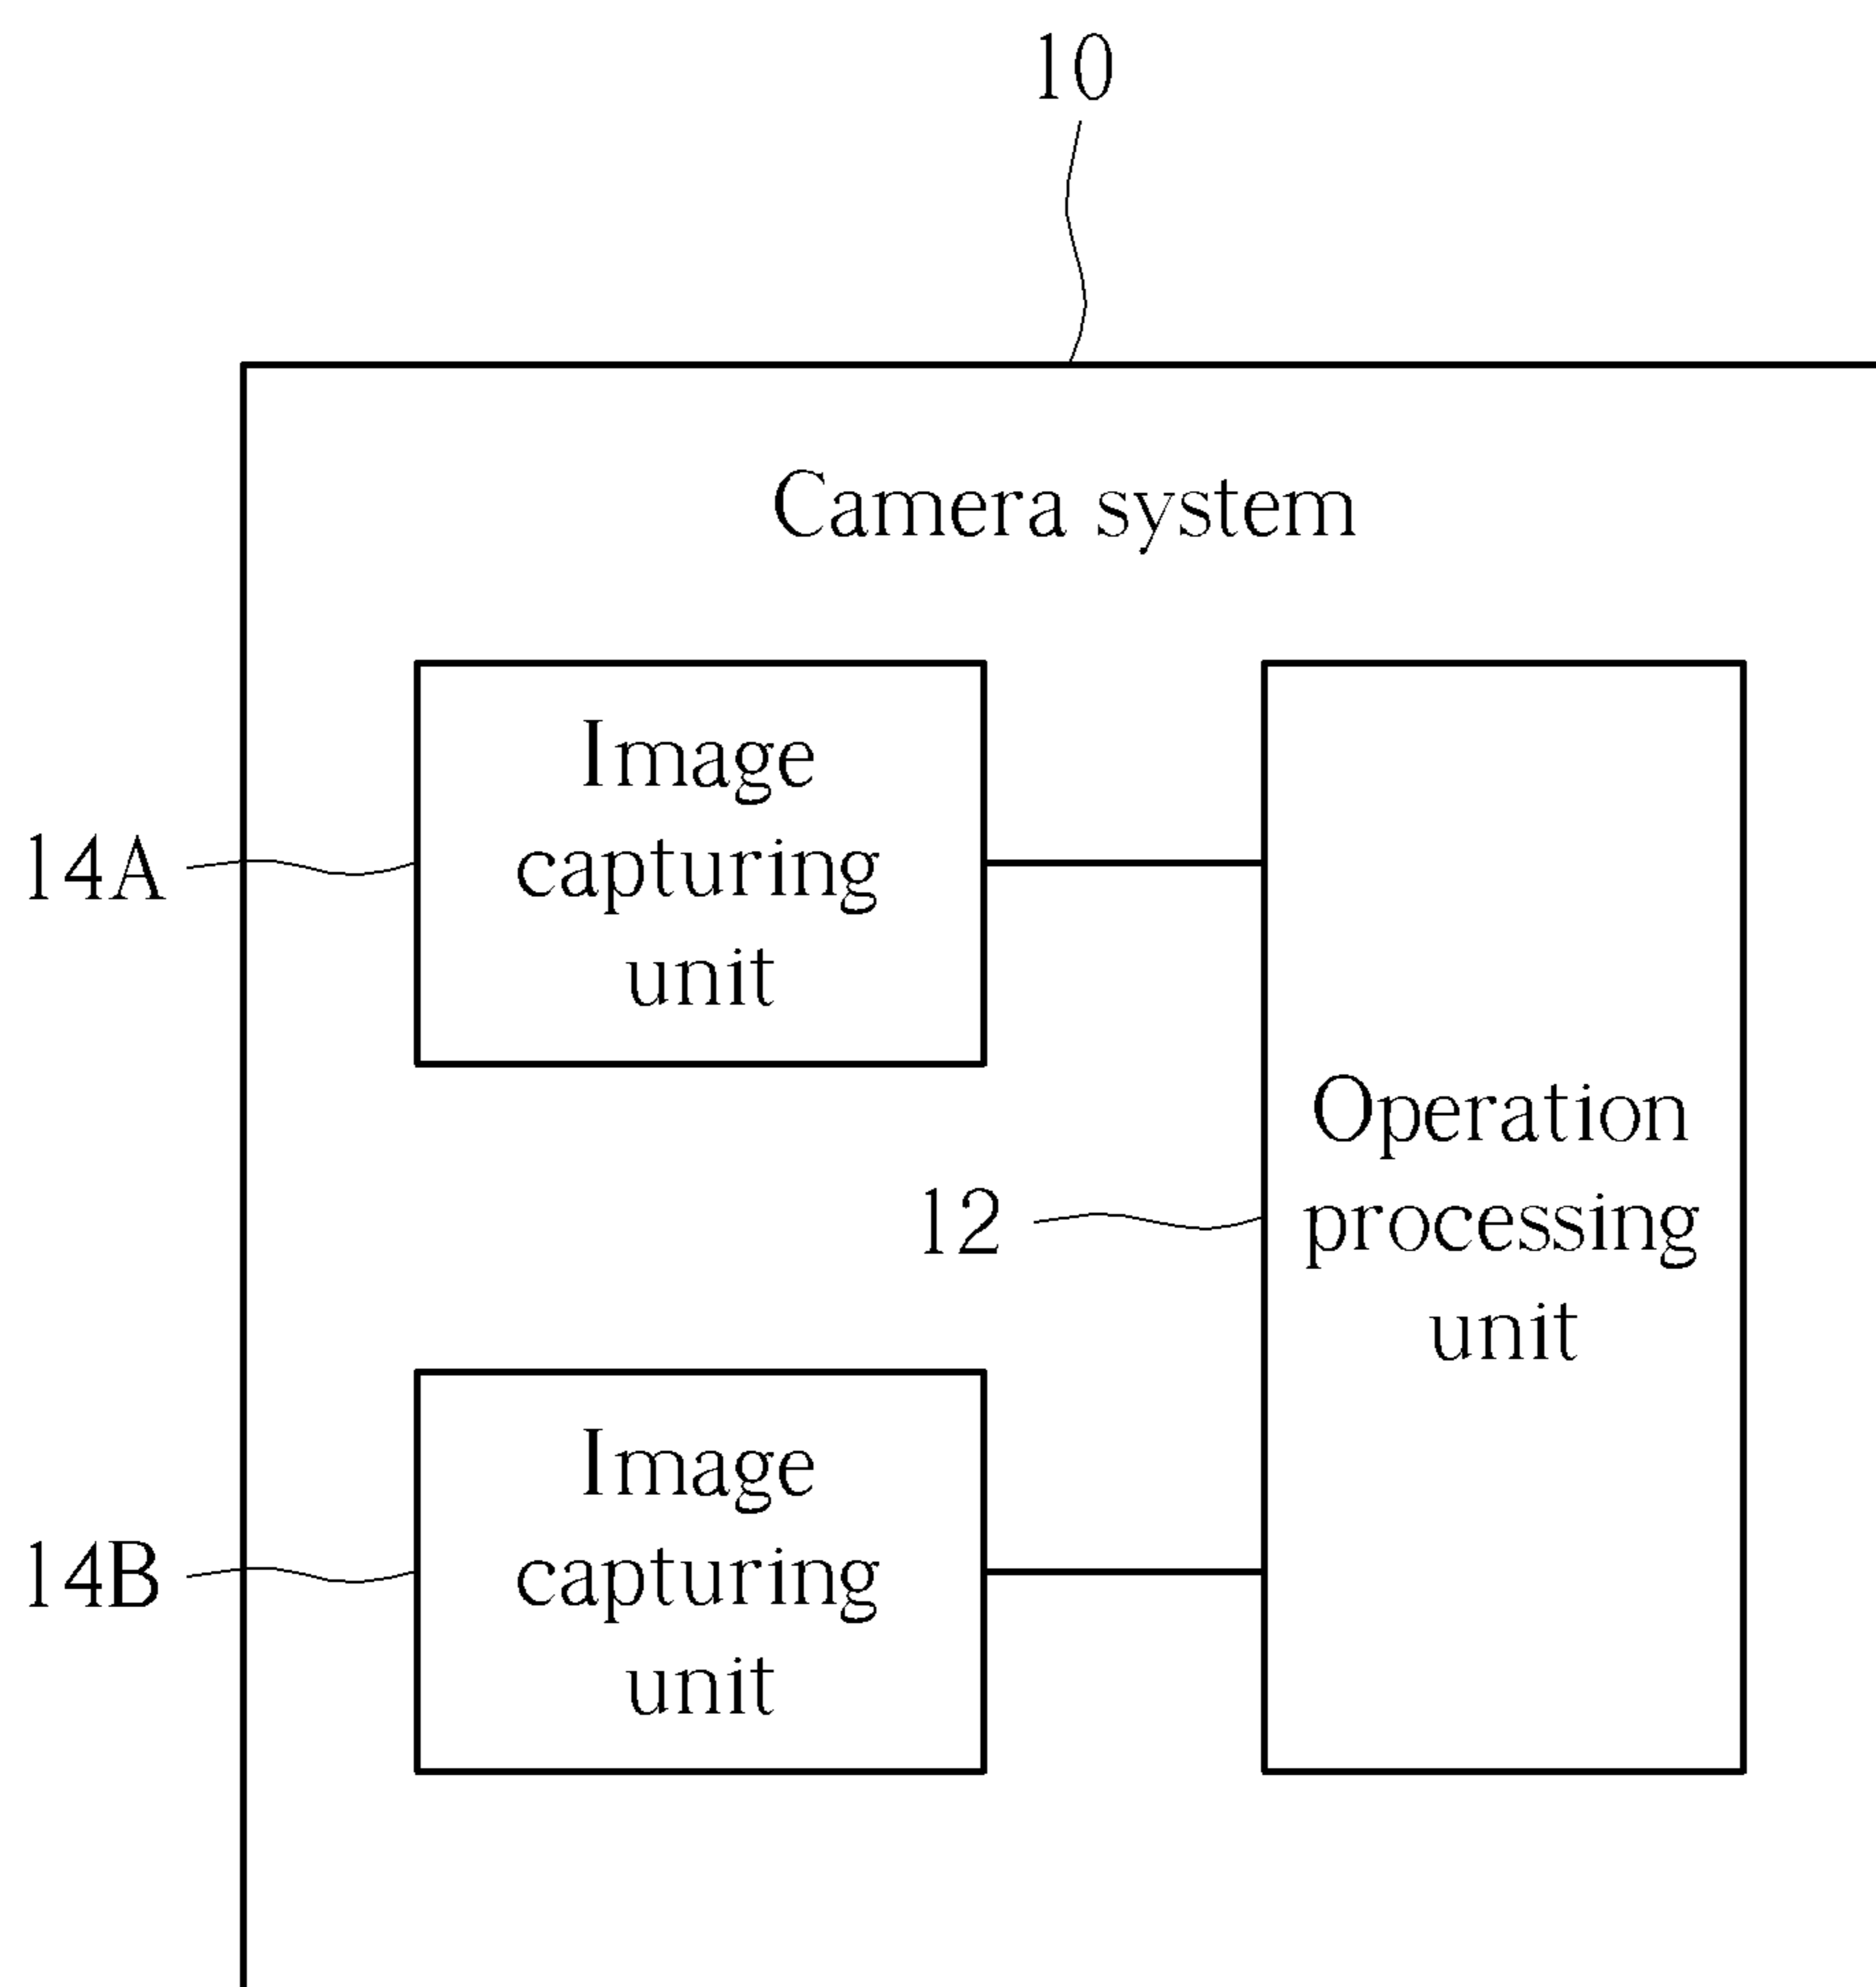 10
Camera system
Image
capturing
unit
14A
Operation
processing
unit
12
Image
capturing
unit
14B